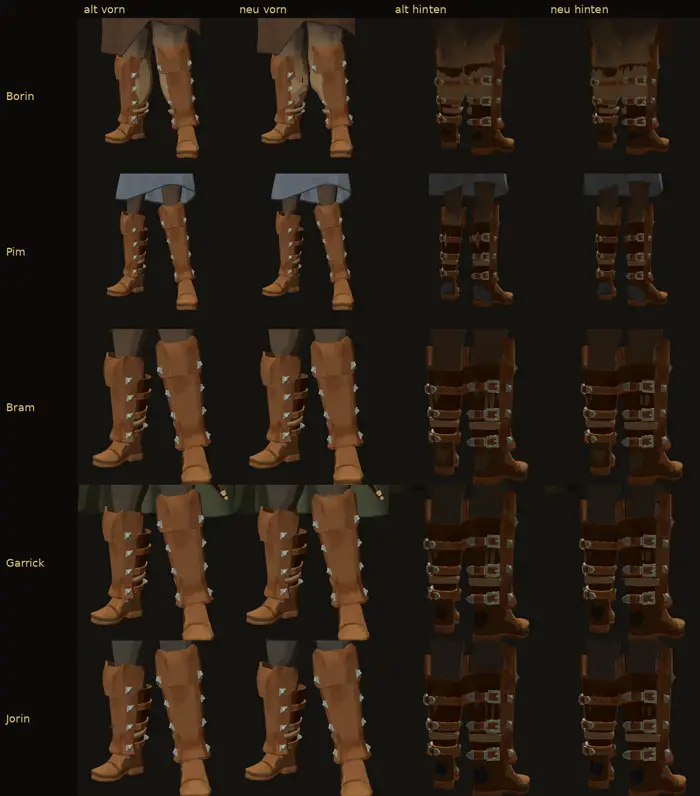 alt vorn neu vorn alt hinten neu hinten
Borin
Pim
Bram
Garrick
Jorin